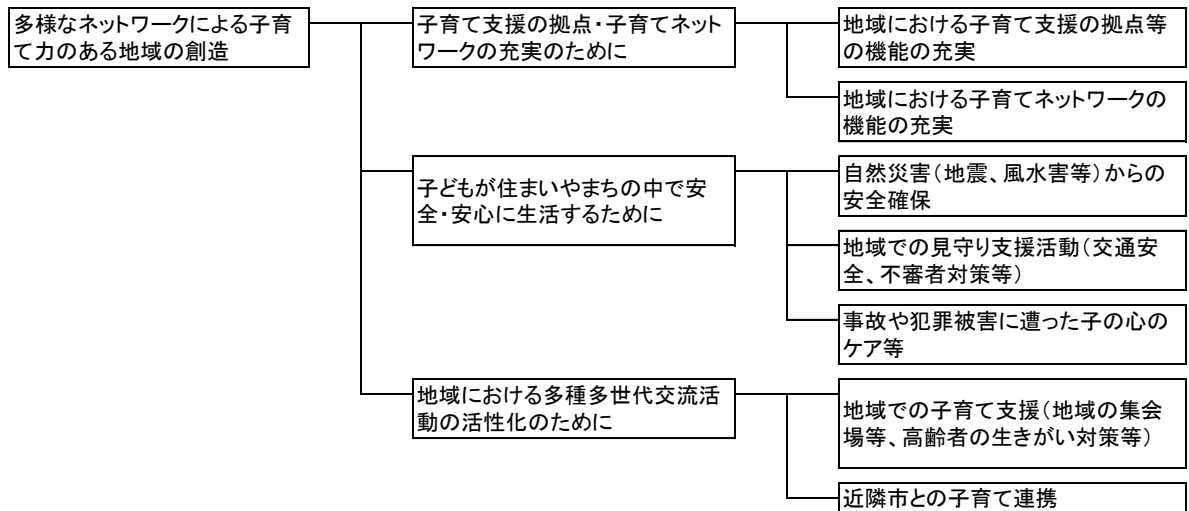 多様なネットワークによる子育
て力のある地域の創造
子育て支援の拠点・子育てネット
ワークの充実のために
地域における子育て支援の拠点等
の機能の充実
地域における子育てネットワークの
機能の充実
子どもが住まいやまちの中で安
全・安心に生活するために
自然災害(地震、風水害等)からの
安全確保
地域での見守り支援活動(交通安
全、不審者対策等)
事故や犯罪被害に遭った子の心の
ケア等
地域における多種多世代交流活
動の活性化のために
地域での子育て支援(地域の集会
場等、高齢者の生きがい対策等)
近隣市との子育て連携